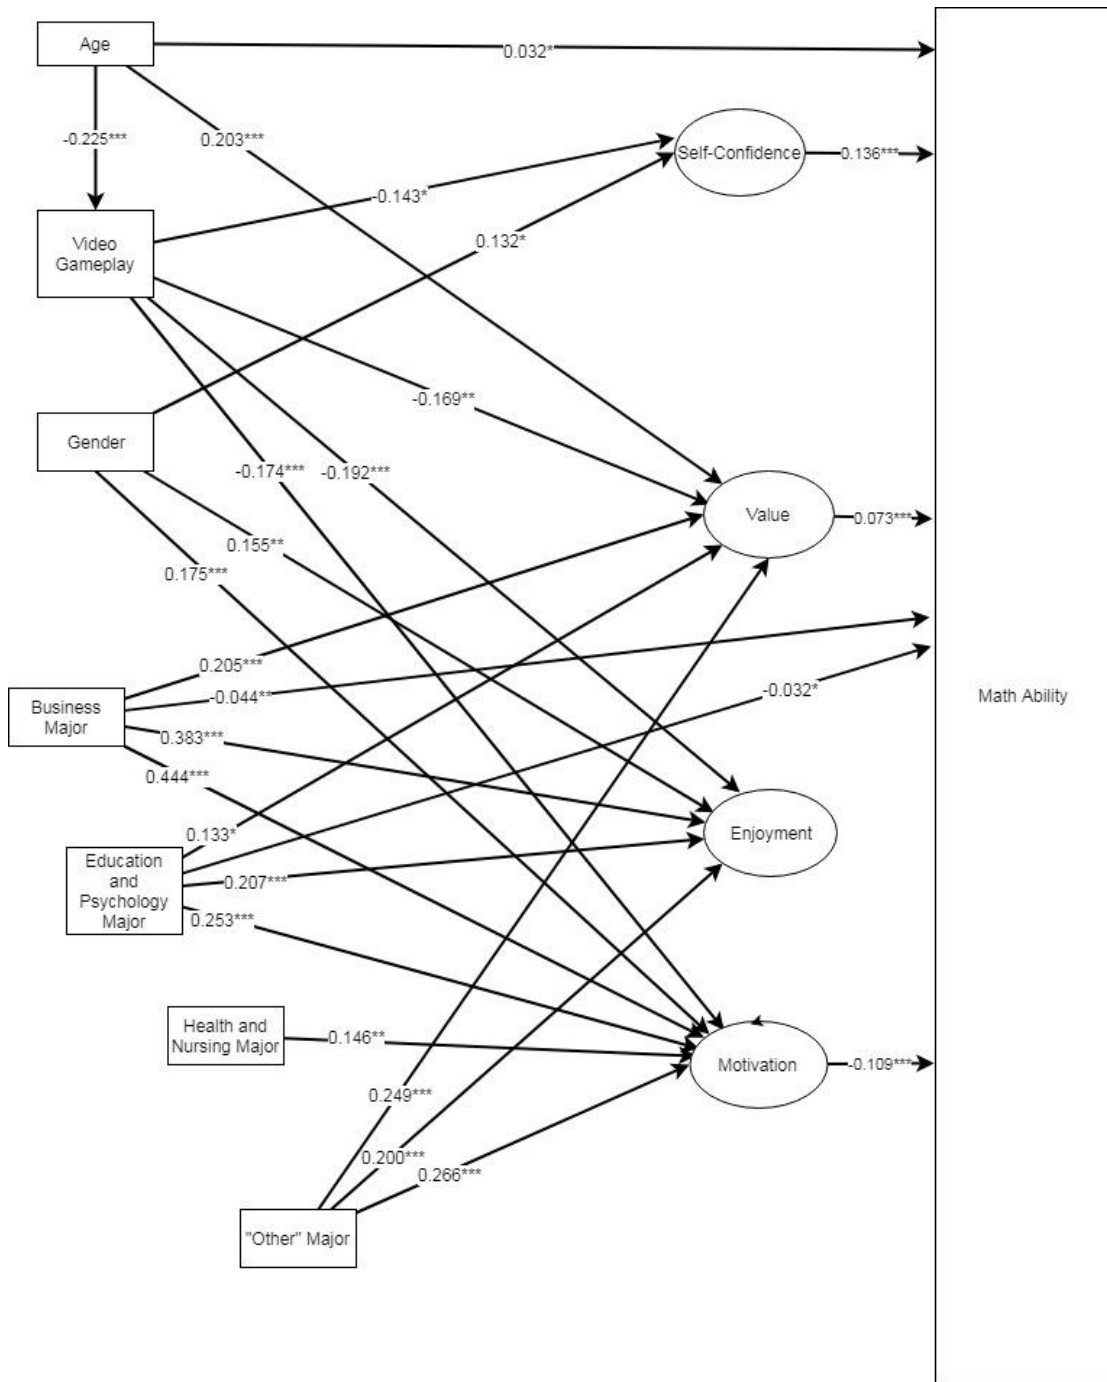 Age
0.032*
-0.225***
0.203***
Self-Confidence
0.136***
-0.143*
Video
Gameplay
0.132*
-0.169**
Gender
-0.174***
-0.192***
Value
0.073***
0.155**
0.175***
0.205***
-0.044**
-0.032*
Math Ability
Business
Major
0.383***
0.444***
0.133*
Enjoyment
Education
and
Psychology
Major
0.207***
0.253***
Health and
Nursing Major
0.146**
Motivation
-0.109***
0.249***
0.200***
0.266***
"Other" Major